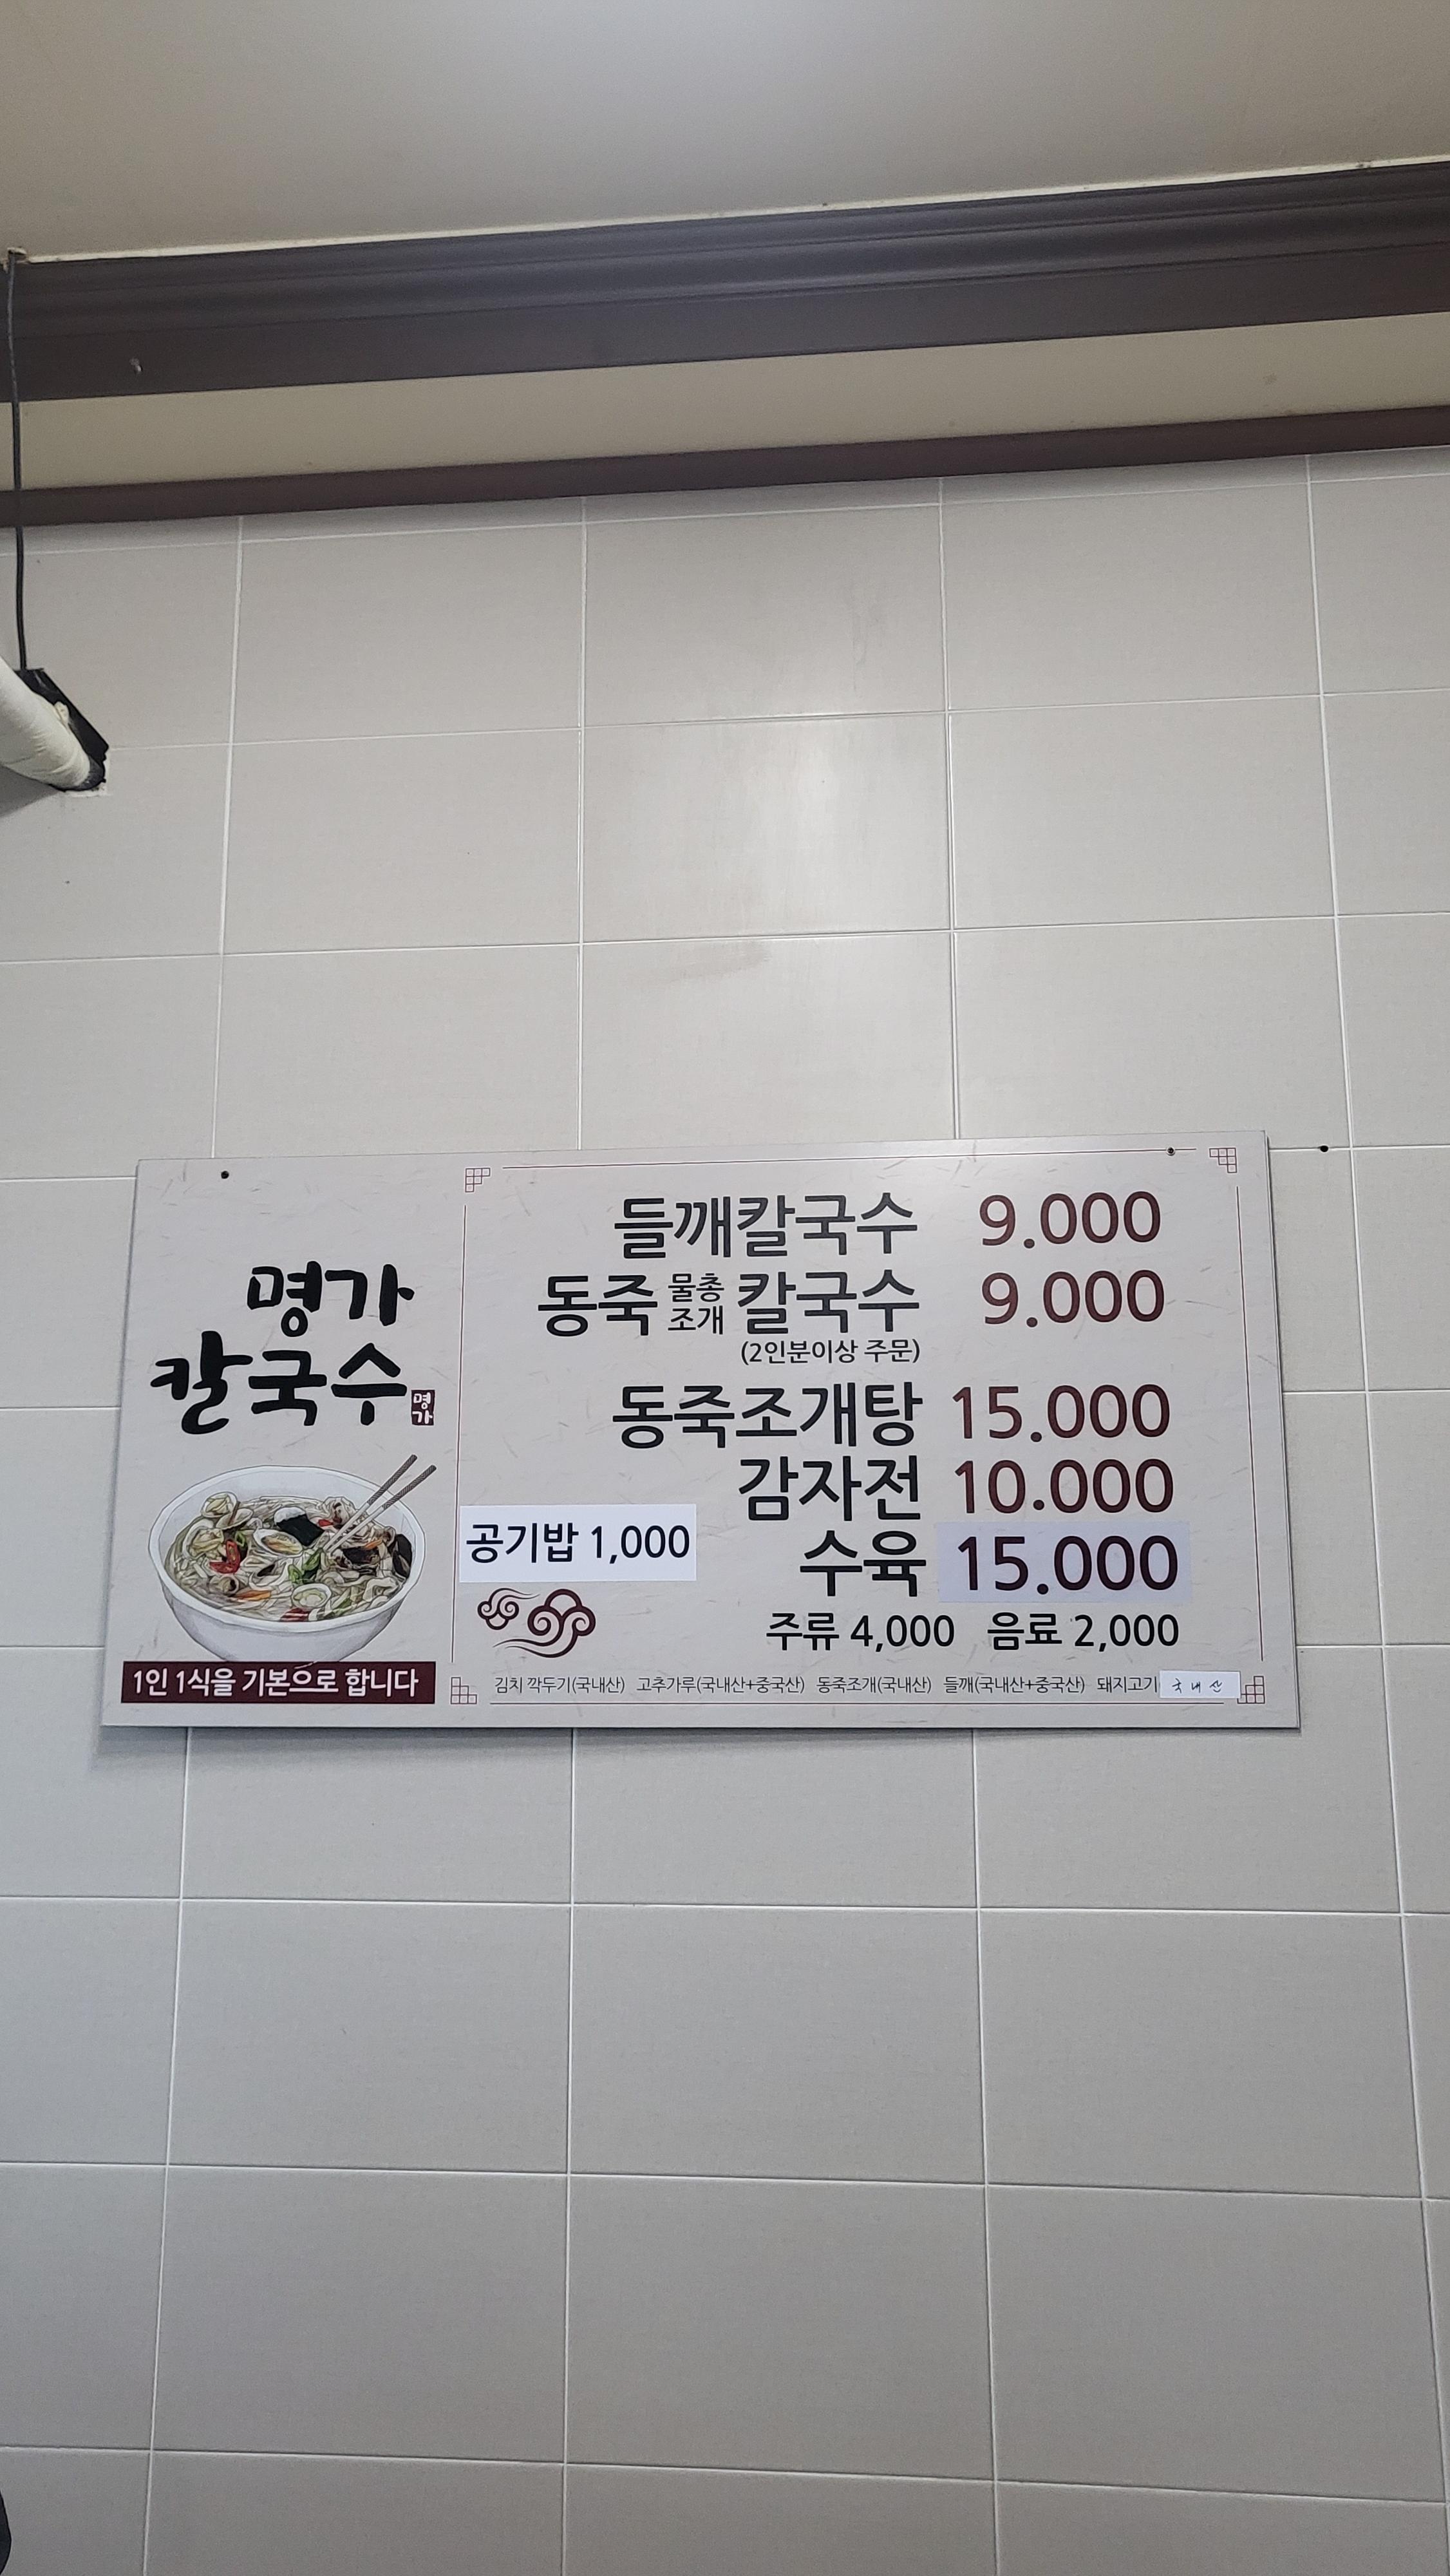 명가
칼국수
명가
1인 1식을 기본으로 합니다
들깨칼국수 9.000
동죽 물총조개 칼국수 9.000
(2인분이상 주문)
동죽조개탕 15.000
감자전 10.000
공기밥 1,000
수육 15.000
주류 4,000 음료 2,000
김치 깍두기(국내산) 고추가루(국내산+중국산) 동죽조개(국내산) 들깨(국내산+중국산) 돼지고기 국내산